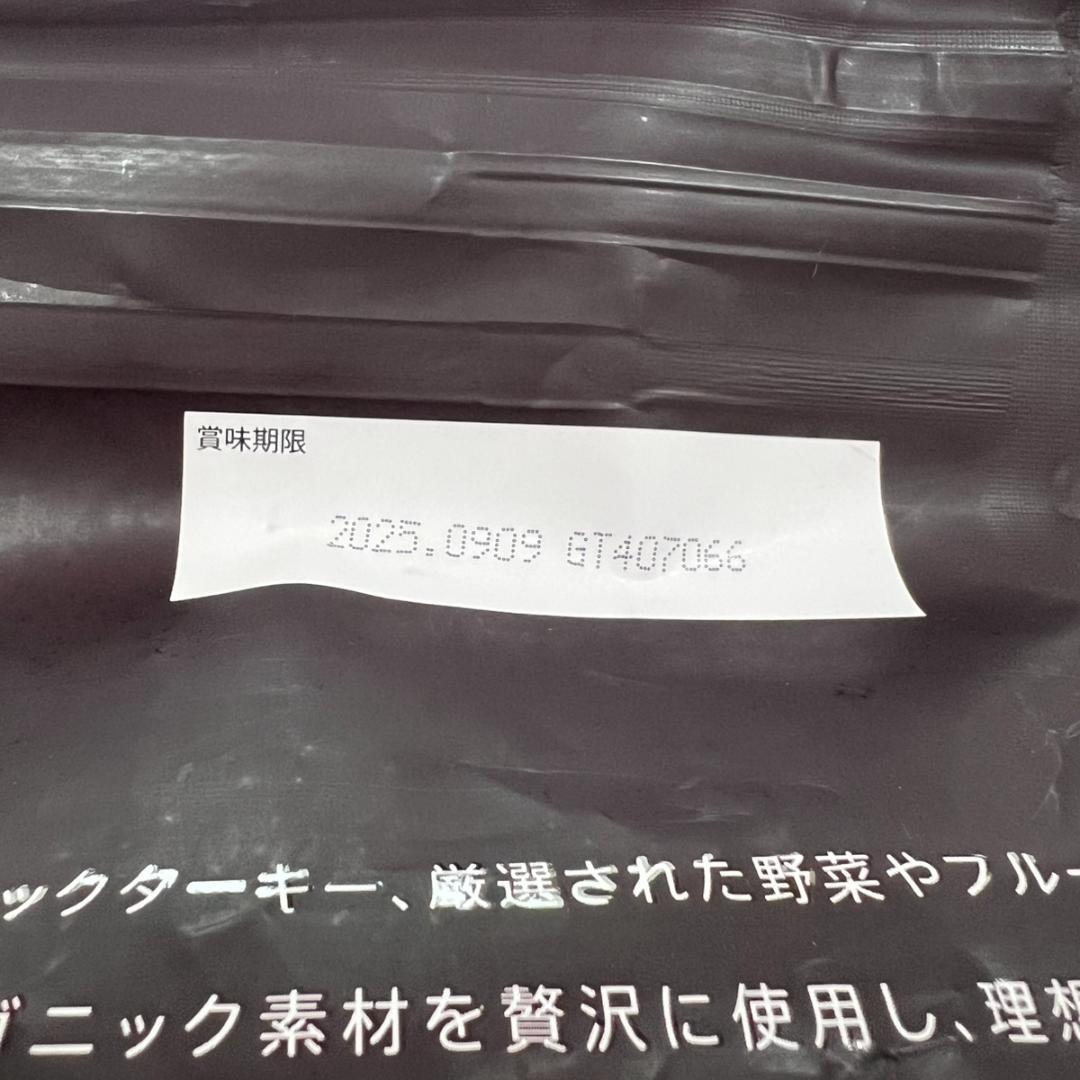 賞味期限
2025.0909 GT407066
ックターキー、厳選された野菜やフルー
ガニック素材を贅沢に使用し、理想